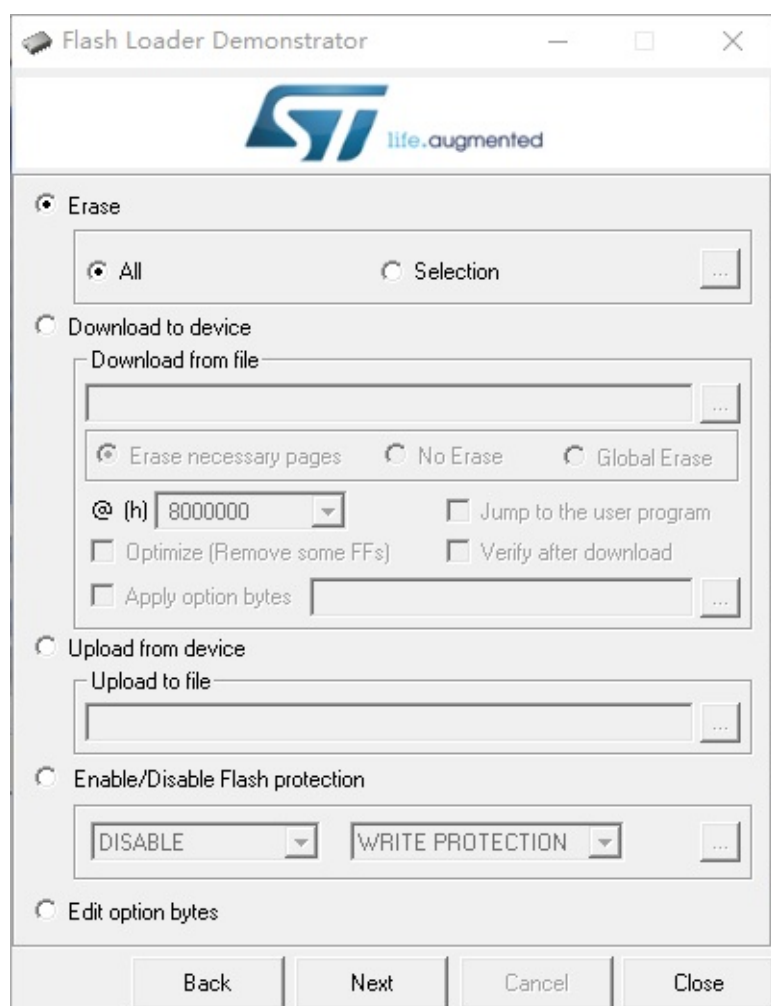 Flash Loader Demonstrator
ST
life.augmented
Erase
All Selection ...
Download to device
Download from file
...
Erase necessary pages No Erase Global Erase
@ (h) 8000000 Jump to the user program
Optimize (Remove some FFs) Verify after download
Apply option bytes ...
Upload from device
Upload to file
...
Enable/Disable Flash protection
DISABLE WRITE PROTECTION ...
Edit option bytes
Back Next Cancel Close